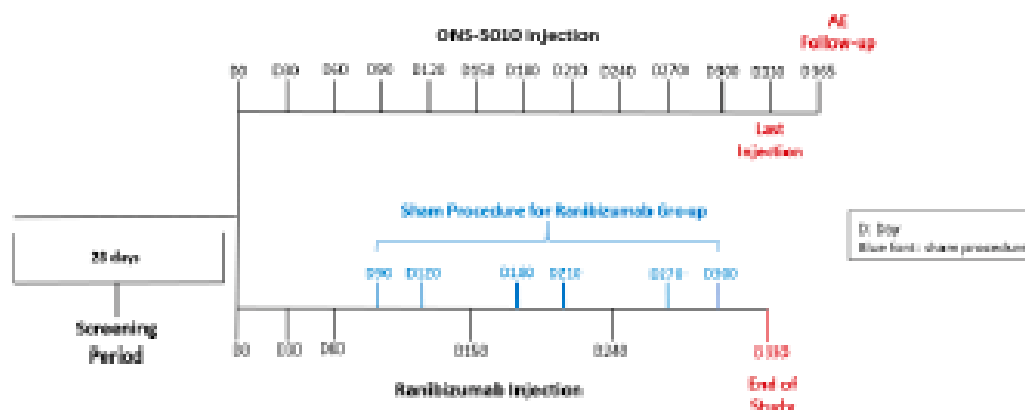 ONS-5010 Injection
AE
Follow-up
D0 D30 D60 D90 D120 D150 D180 D210 D240 D270 D300 D330 D365
Last
Injection
Sham Procedure for Ranibizumab Group
28 days
D: Day
Blue font: sham procedure
D90 D120 D180 D210 D270 D300
Screening
Period
D0 D30 D60 D150 D240 D330
Ranibizumab Injection
End of
Study